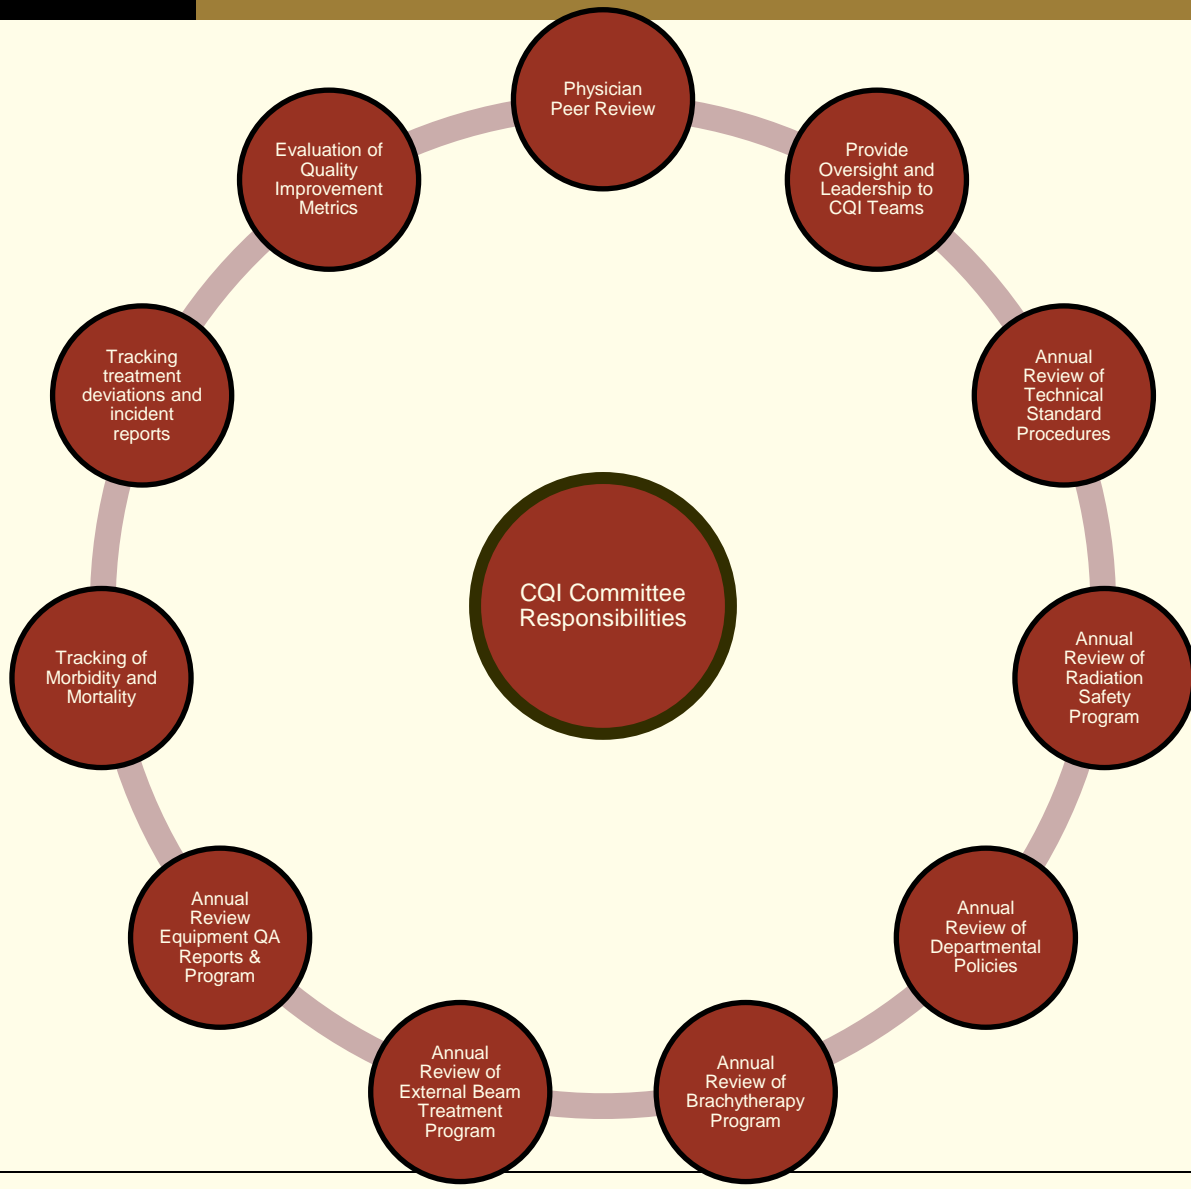 Physician
Peer Review
Provide
Oversight and
Leadership to
CQI Teams
Annual
Review of
Technical
Standard
Procedures
Annual
Review of
Radiation
Safety
Program
Annual
Review of
Departmental
Policies
Annual
Review of
Brachytherapy
Program
Annual
Review of
External Beam
Treatment
Program
Annual
Review
Equipment QA
Reports &
Program
Tracking of
Morbidity and
Mortality
Tracking
treatment
deviations and
incident
reports
Evaluation of
Quality
Improvement
Metrics
CQI Committee
Responsibilities